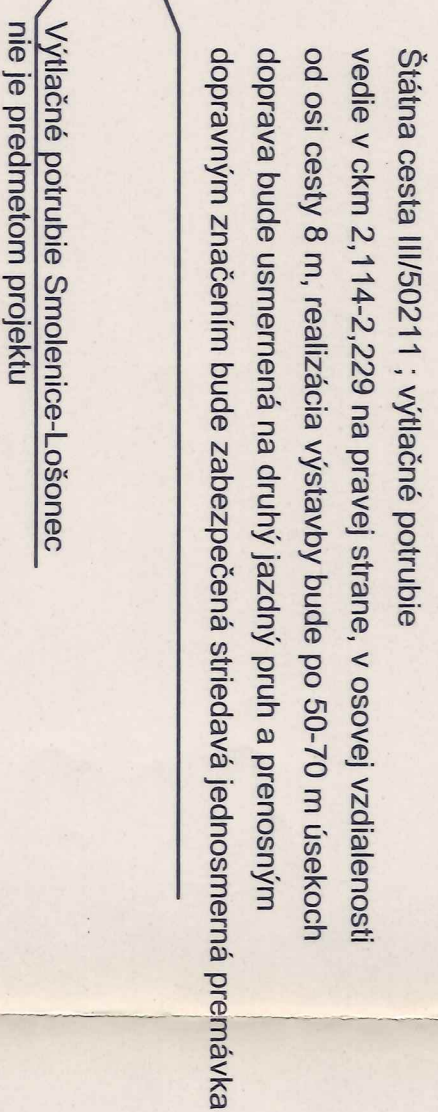 Štátna cesta III/50211 ; výtlačné potrubie
vedie v ckm 2,114-2,229 na pravej strane, v osovej vzdialenosti
od osi cesty 8 m, realizácia výstavby bude po 50-70 m úsekoch
doprava bude usmernená na druhý jazdný pruh a prenosným
dopravným značením bude zabezpečená striedavá jednosmerná premávka
Výtlačné potrubie Smolenice-Lošonec
nie je predmetom projektu